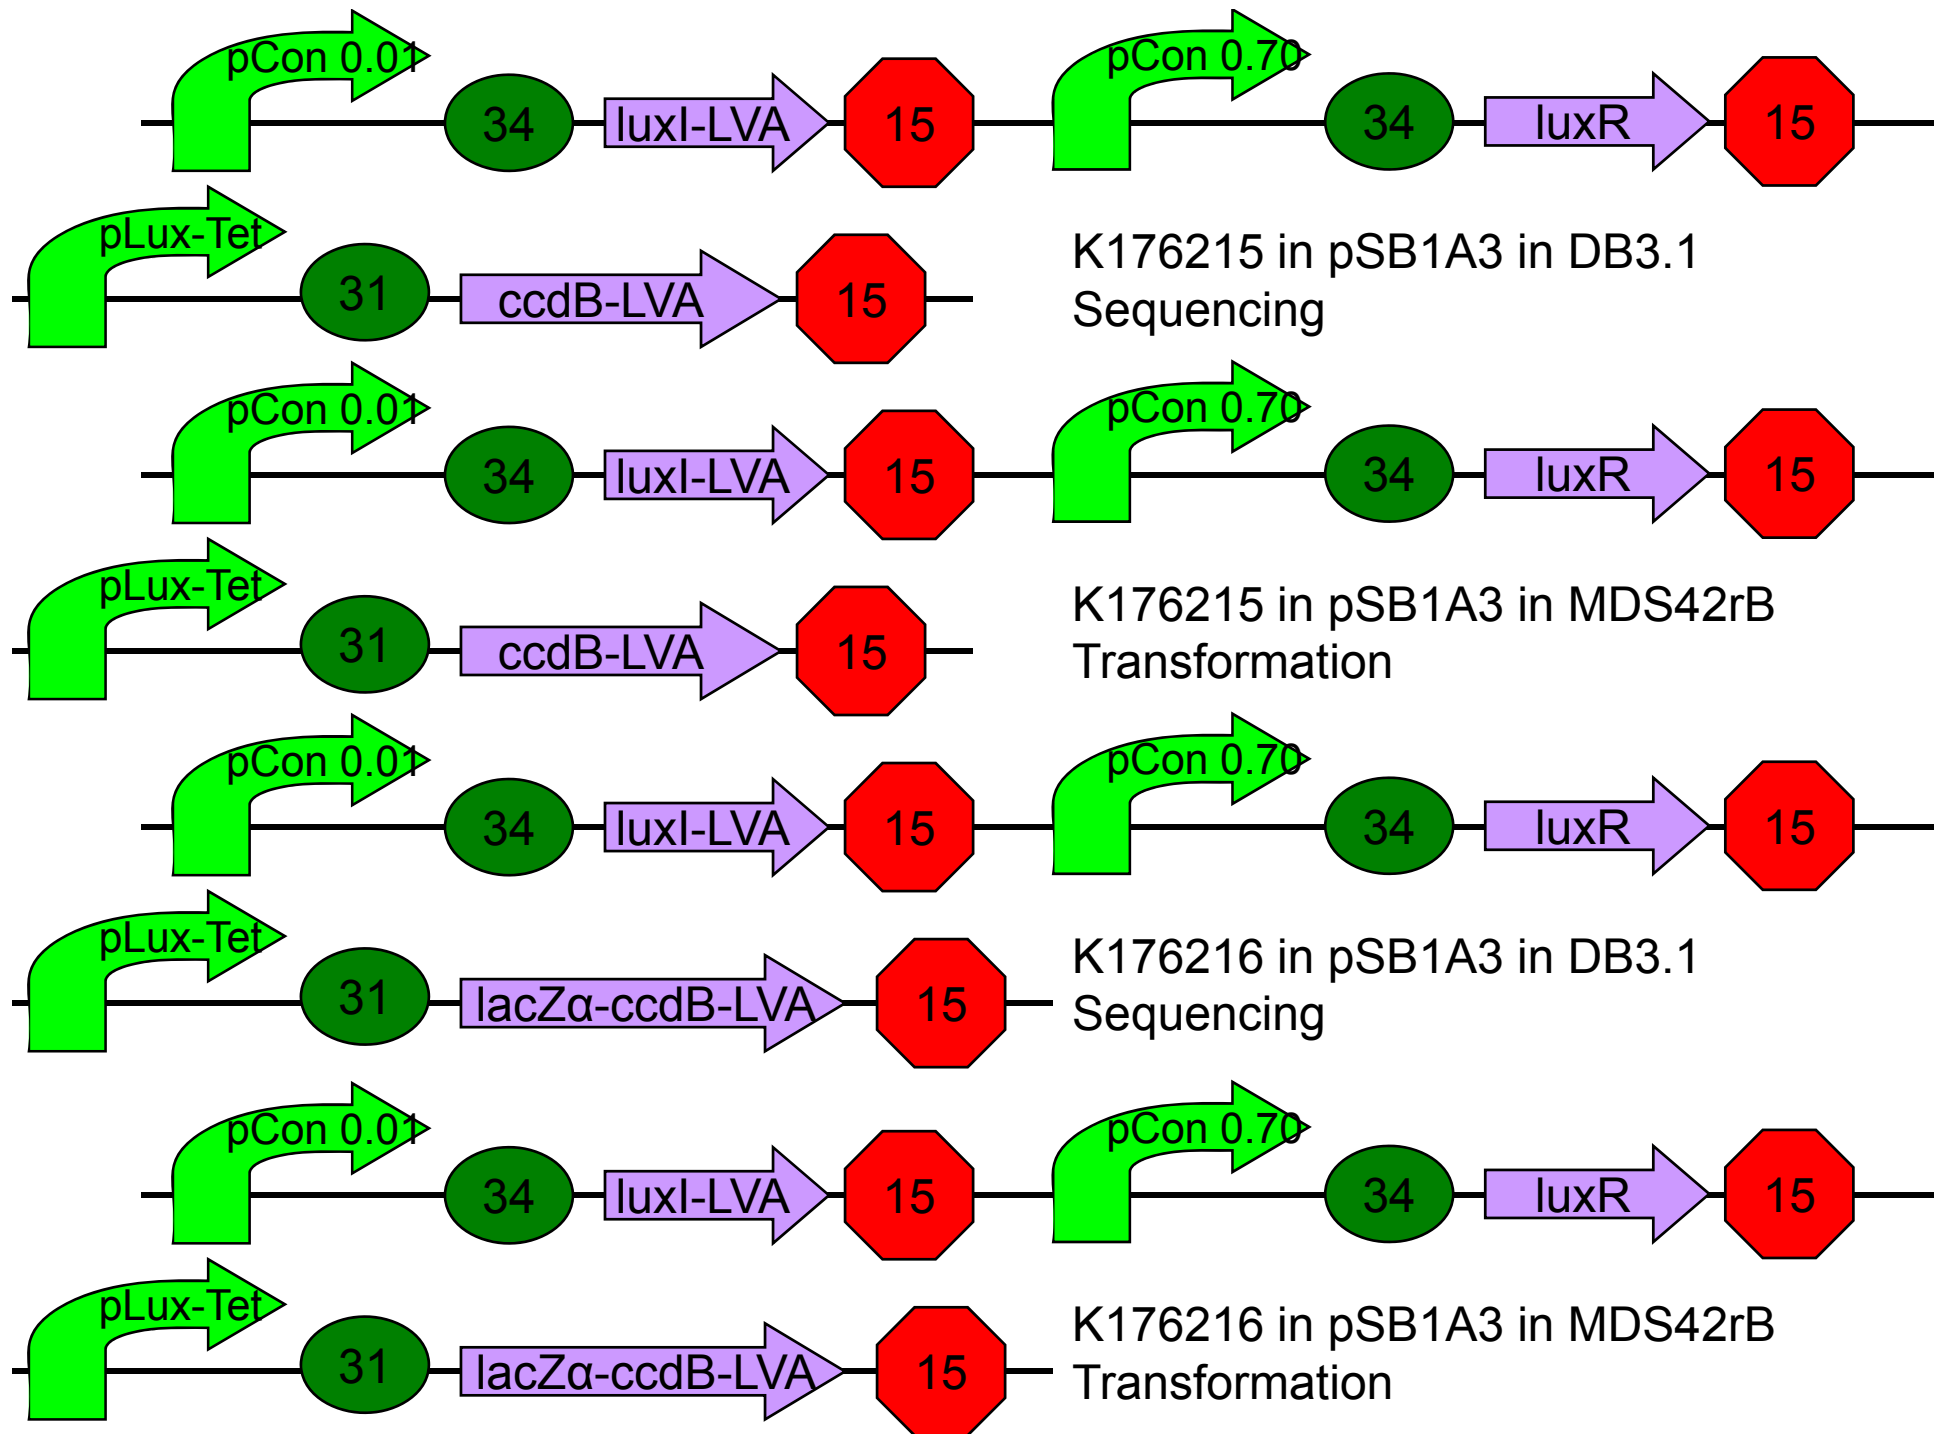 pCon 0.01 34 luxI-LVA 15 pCon 0.70 34 luxR 15
pLux-Tet 31 ccdB-LVA 15
K176215 in pSB1A3 in DB3.1
Sequencing
pCon 0.01 34 luxI-LVA 15 pCon 0.70 34 luxR 15
pLux-Tet 31 ccdB-LVA 15
K176215 in pSB1A3 in MDS42rB
Transformation
pCon 0.01 34 luxI-LVA 15 pCon 0.70 34 luxR 15
pLux-Tet 31 lacZα-ccdB-LVA 15
K176216 in pSB1A3 in DB3.1
Sequencing
pCon 0.01 34 luxI-LVA 15 pCon 0.70 34 luxR 15
pLux-Tet 31 lacZα-ccdB-LVA 15
K176216 in pSB1A3 in MDS42rB
Transformation